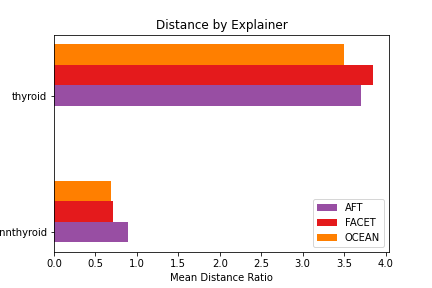 Distance by Explainer
thyroid
nnthyroid
AFT
FACET
OCEAN
0.0 0.5 1.0 1.5 2.0 2.5 3.0 3.5 4.0
Mean Distance Ratio